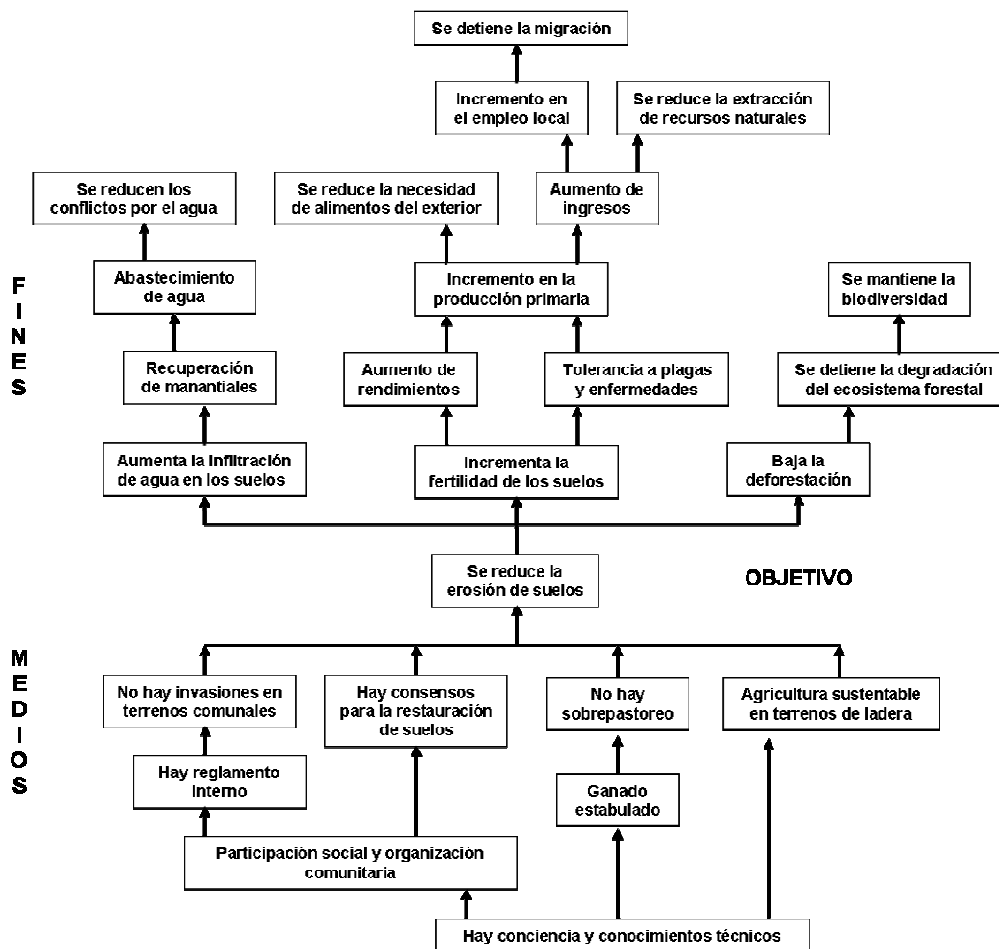 Se detiene la migración
Incremento en
el empleo local
Se reduce la extracción
de recursos naturales
Se reducen los
conflictos por el agua
Se reduce la necesidad
de alimentos del exterior
Aumento de
ingresos
FINES
Abastecimiento
de agua
Incremento en la
producción primaria
Se mantiene la
biodiversidad
Recuperación
de manantiales
Aumento de
rendimientos
Tolerancia a plagas
y enfermedades
Se detiene la degradación
del ecosistema forestal
Aumenta la infiltración
de agua en los suelos
Incrementa la
fertilidad de los suelos
Baja la
deforestación
Se reduce la
erosión de suelos
OBJETIVO
MEDIOS
No hay invasiones en
terrenos comunales
Hay consensos
para la restauración
de suelos
No hay
sobrepastoreo
Agricultura sustentable
en terrenos de ladera
Hay reglamento
interno
Ganado
estabulado
Participación social y organización
comunitaria
Hay conciencia y conocimientos técnicos